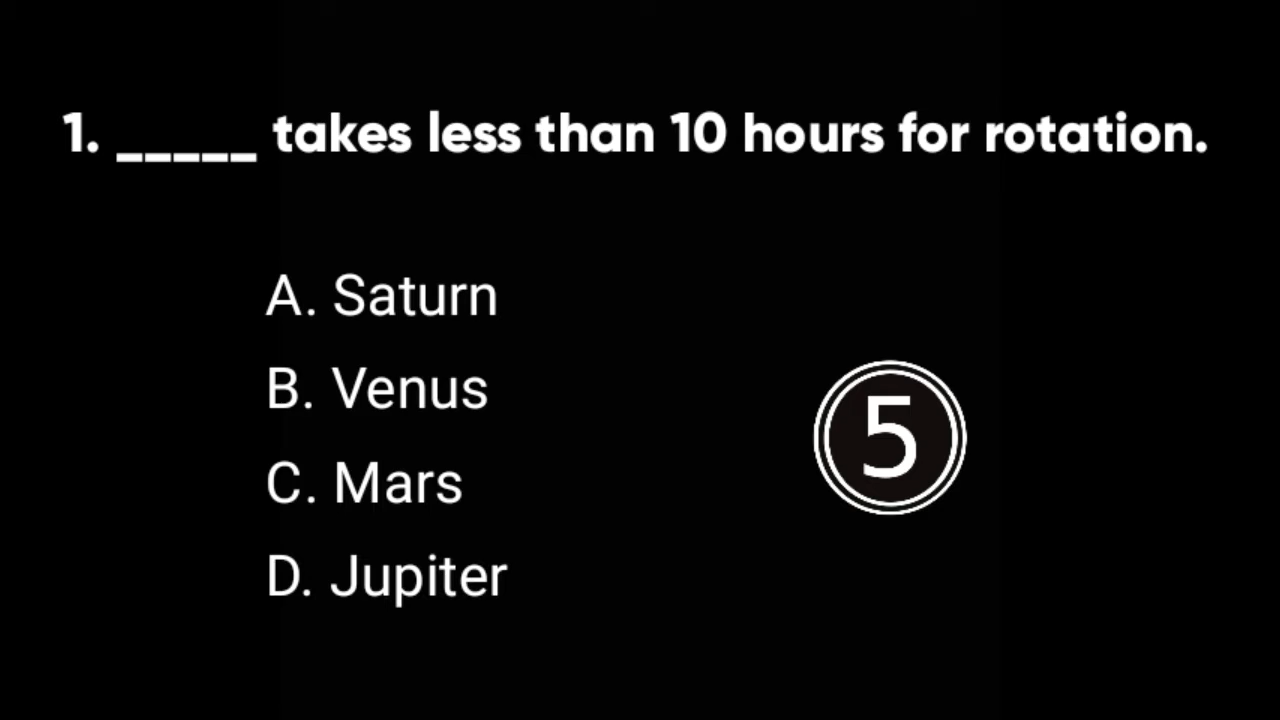 1. _____ takes less than 10 hours for rotation.
A. Saturn
B. Venus
C. Mars
5
D. Jupiter